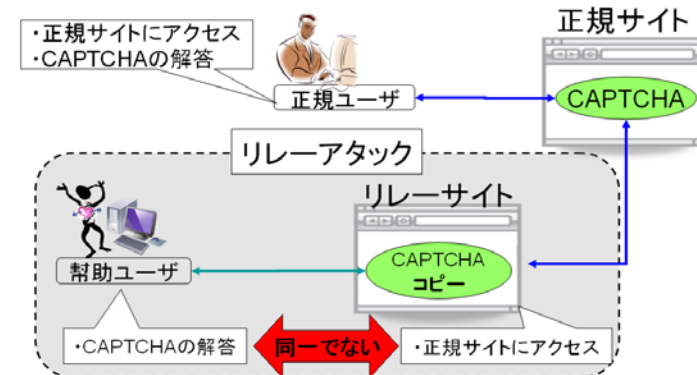 正規サイト
・正規サイトにアクセス
・CAPTCHAの解答
正規ユーザ
CAPTCHA
リレーアタック
リレーサイト
幇助ユーザ
CAPTCHA
コピー
・CAPTCHAの解答
同一でない
・正規サイトにアクセス